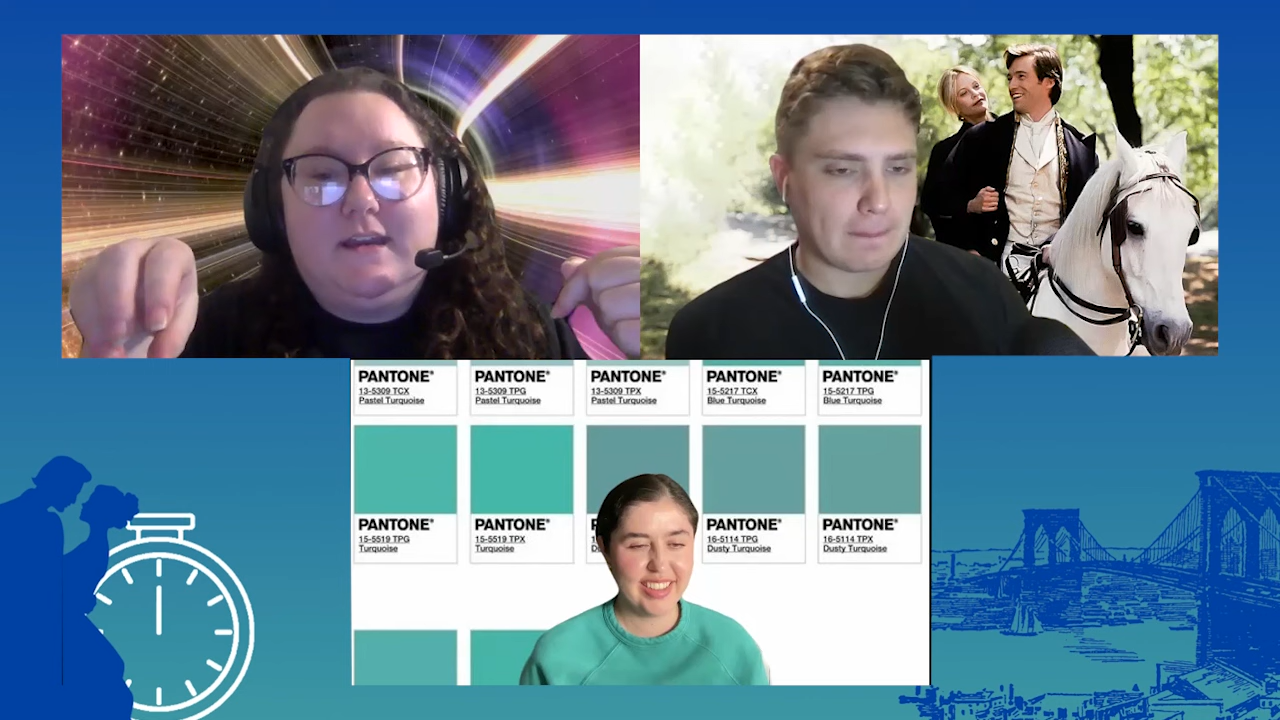 PANTONE®
13-5309 TCX
Pastel Turquoise
PANTONE®
13-5309 TPG
Pastel Turquoise
PANTONE®
13-5309 TPX
Pastel Turquoise
PANTONE®
15-5217 TCX
Blue Turquoise
PANTONE®
15-5217 TPG
Blue Turquoise
PANTONE®
15-5519 TPG
Turquoise
PANTONE®
15-5519 TPX
Turquoise
PANTONE®
16-5114 TPG
Dusty Turquoise
PANTONE®
16-5114 TPX
Dusty Turquoise